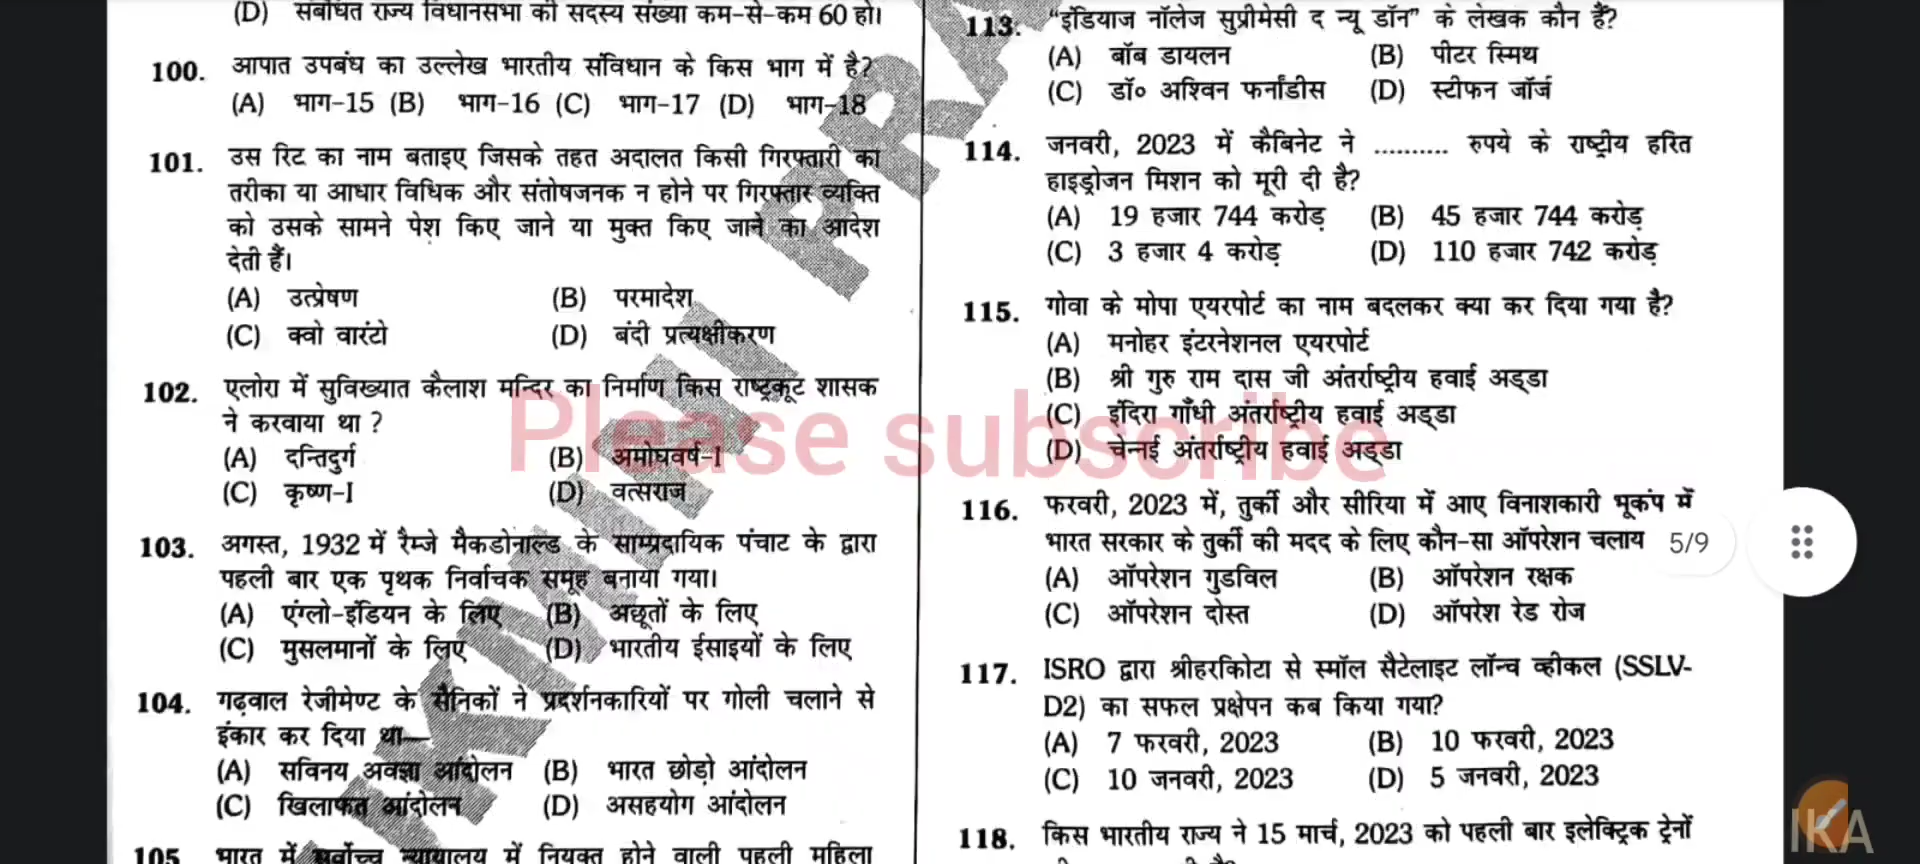 (D) संबंधित राज्य विधानसभा की सदस्य संख्या कम-से-कम 60 हो।
100. आपात उपबंध का उल्लेख भारतीय संविधान के किस भाग में है?
(A) भाग-15 (B) भाग-16 (C) भाग-17 (D) भाग-18
101. उस रिट का नाम बताइए जिसके तहत अदालत किसी गिरफ्तारी का
तरीका या आधार विधिक और संतोषजनक न होने पर गिरफ्तार व्यक्ति
को उसके सामने पेश किए जाने या मुक्त किए जाने का आदेश
देती हैं।
(A) उत्प्रेषण (B) परमादेश
(C) क्वो वारंटो (D) बंदी प्रत्यक्षीकरण
102. एलोरा में सुविख्यात कैलाश मन्दिर का निर्माण किस राष्ट्रकूट शासक
ने करवाया था ?
(A) दन्तिदुर्ग (B) अमोघवर्ष-I
(C) कृष्ण-I (D) वत्सराज
103. अगस्त, 1932 में रैम्जे मैकडोनाल्ड के साम्प्रदायिक पंचाट के द्वारा
पहली बार एक पृथक निर्वाचक समूह बनाया गया।
(A) एंग्लो-इंडियन के लिए (B) अछूतों के लिए
(C) मुसलमानों के लिए (D) भारतीय ईसाइयों के लिए
104. गढ़वाल रेजीमेण्ट के सैनिकों ने प्रदर्शनकारियों पर गोली चलाने से
इंकार कर दिया था—
(A) सविनय अवज्ञा आंदोलन (B) भारत छोड़ो आंदोलन
(C) खिलाफत आंदोलन (D) असहयोग आंदोलन
105 भारत में सर्वोच्च न्यायालय में नियुक्त होने वाली पहली महिला
113. “इंडियाज नॉलेज सुप्रीमेसी द न्यू डॉन” के लेखक कौन हैं?
(A) बॉब डायलन (B) पीटर स्मिथ
(C) डॉ० अश्विन फर्नांडीस (D) स्टीफन जॉर्ज
114. जनवरी, 2023 में कैबिनेट ने .......... रुपये के राष्ट्रीय हरित
हाइड्रोजन मिशन को मूरी दी है?
(A) 19 हजार 744 करोड़ (B) 45 हजार 744 करोड़
(C) 3 हजार 4 करोड़ (D) 110 हजार 742 करोड़
115. गोवा के मोपा एयरपोर्ट का नाम बदलकर क्या कर दिया गया है?
(A) मनोहर इंटरनेशनल एयरपोर्ट
(B) श्री गुरु राम दास जी अंतर्राष्ट्रीय हवाई अड्डा
(C) इंदिरा गाँधी अंतर्राष्ट्रीय हवाई अड्डा
(D) चेन्नई अंतर्राष्ट्रीय हवाई अड्डा
116. फरवरी, 2023 में, तुर्की और सीरिया में आए विनाशकारी भूकंप में
भारत सरकार के तुर्की की मदद के लिए कौन-सा ऑपरेशन चलाय
(A) ऑपरेशन गुडविल (B) ऑपरेशन रक्षक
(C) ऑपरेशन दोस्त (D) ऑपरेश रेड रोज
117. ISRO द्वारा श्रीहरिकोटा से स्मॉल सैटेलाइट लॉन्च व्हीकल (SSLV-
D2) का सफल प्रक्षेपन कब किया गया?
(A) 7 फरवरी, 2023 (B) 10 फरवरी, 2023
(C) 10 जनवरी, 2023 (D) 5 जनवरी, 2023
118. किस भारतीय राज्य ने 15 मार्च, 2023 को पहली बार इलेक्ट्रिक ट्रेनों
Please subscribe
5/9
IKA